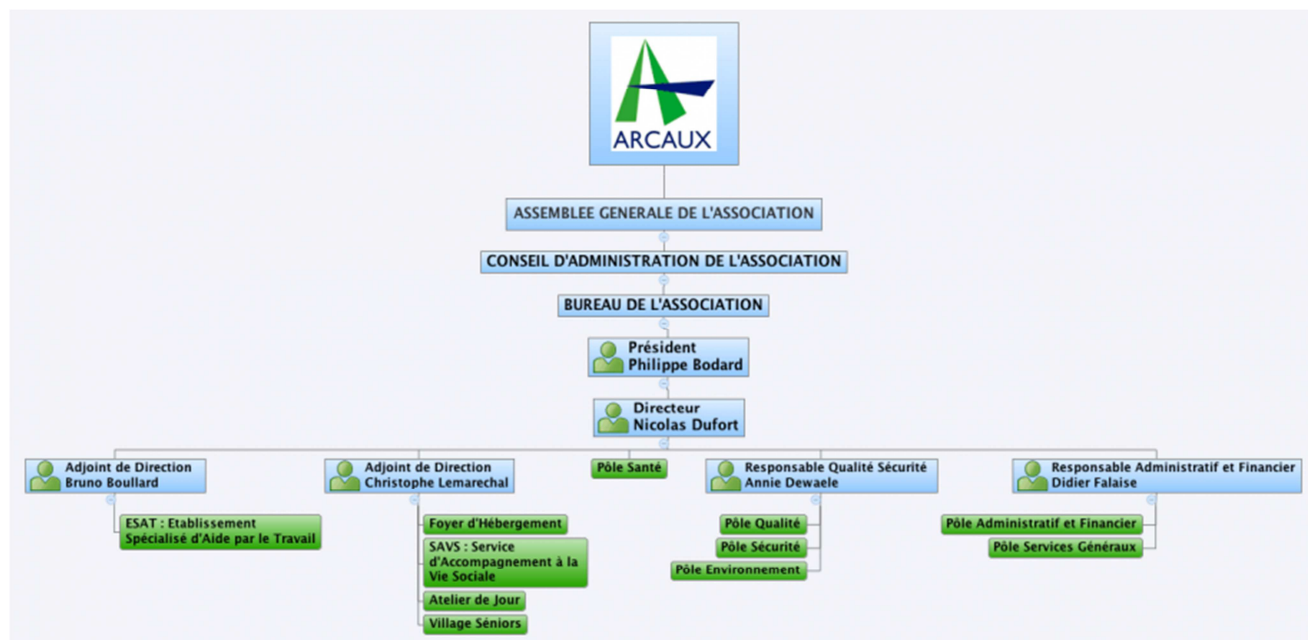 ARCAUX
ASSEMBLEE GENERALE DE L'ASSOCIATION
CONSEIL D'ADMINISTRATION DE L'ASSOCIATION
BUREAU DE L'ASSOCIATION
Président
Philippe Bodard
Directeur
Nicolas Dufort
Adjoint de Direction
Bruno Boullard
ESAT : Etablissement
Spécialisé d'Aide par le Travail
Adjoint de Direction
Christophe Lemarechal
Foyer d'Hébergement
SAVS : Service
d'Accompagnement à la
Vie Sociale
Atelier de Jour
Village Séniors
Pôle Santé
Responsable Qualité Sécurité
Annie Dewaele
Pôle Qualité
Pôle Sécurité
Pôle Environnement
Responsable Administratif et Financier
Didier Falaise
Pôle Administratif et Financier
Pôle Services Généraux